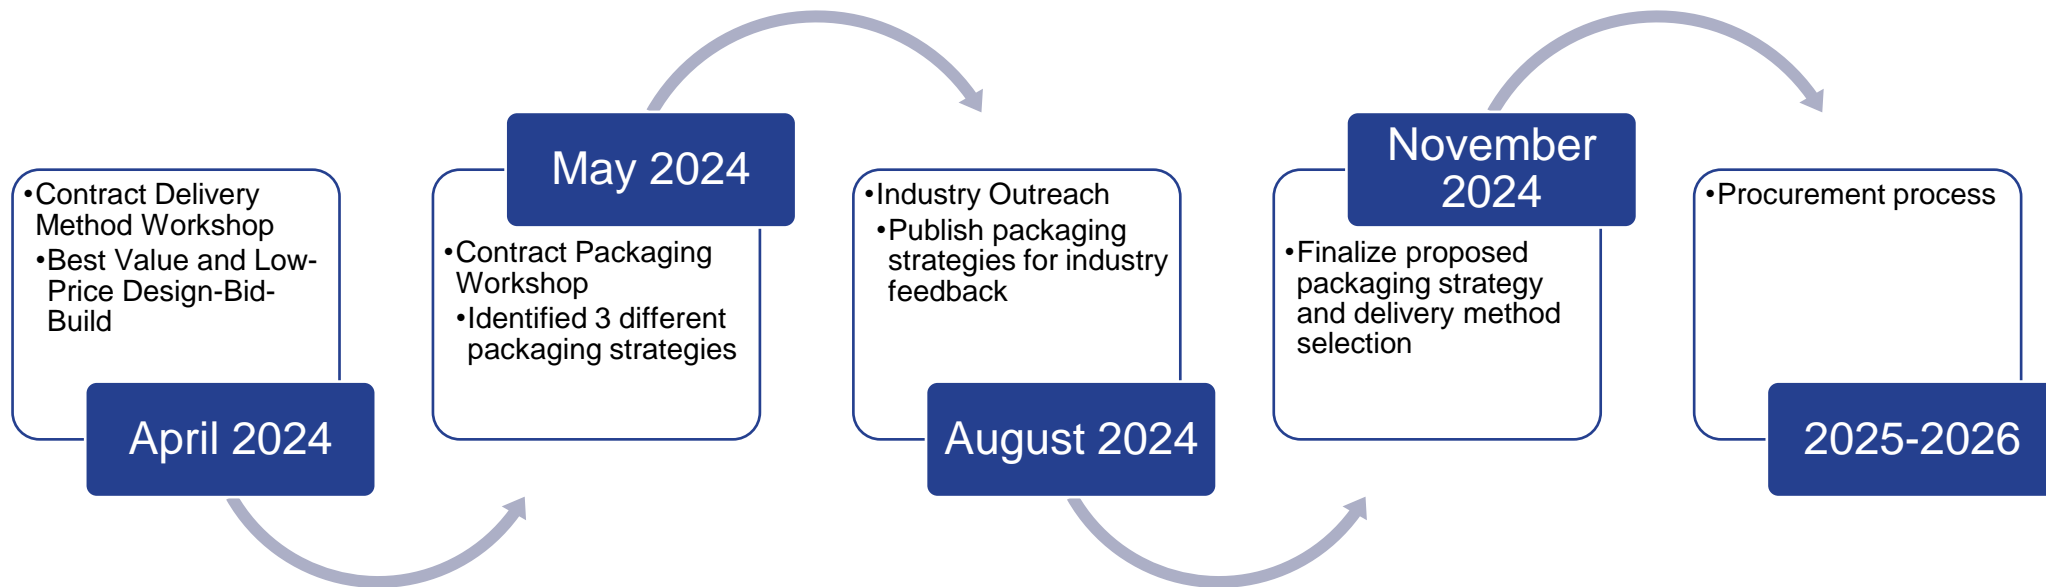 •Contract Delivery
Method Workshop
•Best Value and Low-
Price Design-Bid-
Build
April 2024
May 2024
•Contract Packaging
Workshop
•Identified 3 different
packaging strategies
•Industry Outreach
•Publish packaging
strategies for industry
feedback
August 2024
November
2024
•Finalize proposed
packaging strategy
and delivery method
selection
•Procurement process
2025-2026